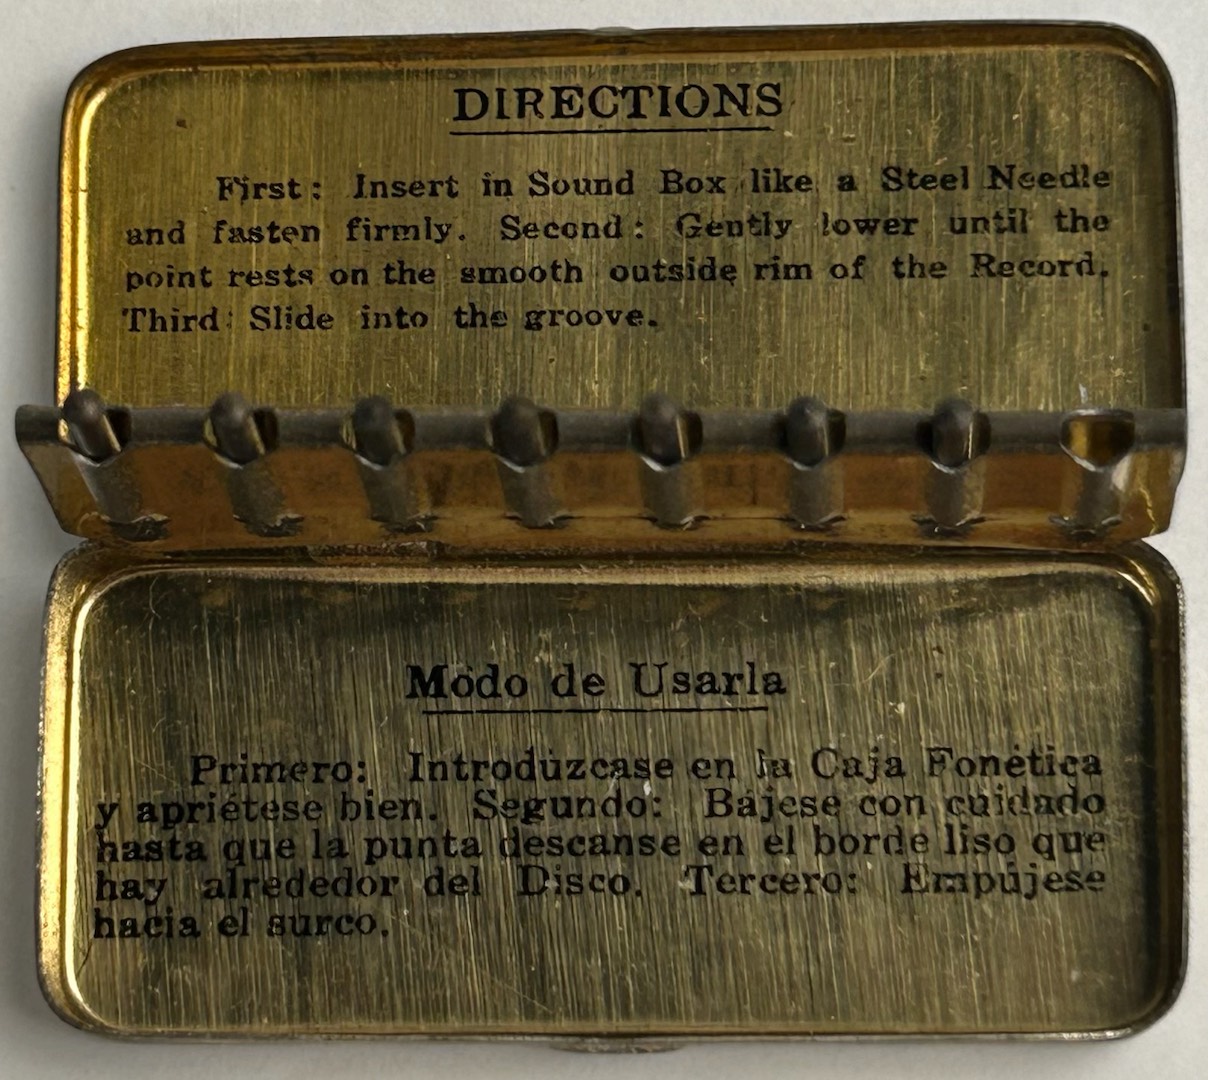 DIRECTIONS
First: Insert in Sound Box like a Steel Needle
and fasten firmly. Second: Gently lower until the
point rests on the smooth outside rim of the Record.
Third: Slide into the groove.
Modo de Usarla
Primero: Introdúzcase en la Caja Fonética
y apriétese bien. Segundo: Bájese con cuidado
hasta que la punta descanse en el borde liso que
hay alrededor del Disco. Tercero: Empújese
hacia el surco.